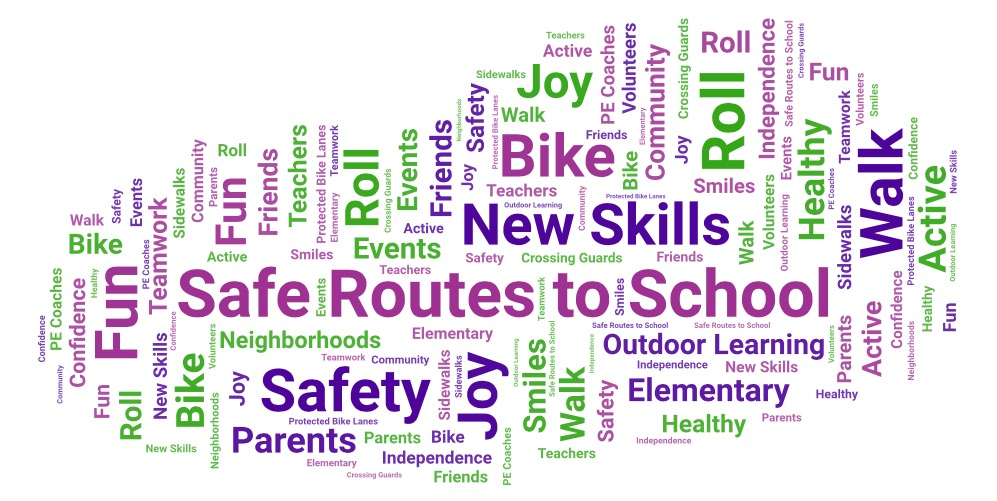 Teachers
Active
Sidewalks
Joy
Walk
PE Coaches
Volunteers
Community
Elementary
Crossing Guards
Roll
Roll
Independence
Safe Routes to School
Crossing Guards
Fun
Teamwork
Volunteers
Smiles
Neighborhoods
Safety
Protected Bike Lanes
Bike
Friends
Joy
Bike
Joy
Teachers
Outdoor Learning
Community
Protected Bike Lanes
Smiles
Events
Healthy
PE Coaches
Walk
Confidence
New Skills
Active
Protected Bike Lanes
Outdoor Learning
Sidewalks
Volunteers
Walk
Outdoor Learning
New Skills
Safety
Crossing Guards
Friends
Roll
Community
Parents
Sidewalks
Friends
Teachers
Protected Bike Lanes
Teamwork
Elementary
Roll
Crossing Guards
Events
Friends
Active
Events
Teachers
Smiles
Fun
Active
Events
Safety
Walk
Bike
Teamwork
PE Coaches
Healthy
Fun
Safe Routes to School
Events
Teamwork
Smiles
PE Coaches
Confidence
Confidence
Community
Confidence
Fun
Roll
New Skills
New Skills
Bike
Volunteers
Neighborhoods
Neighborhoods
Elementary
Teamwork
Community
Joy
Safety
Protected Bike Lanes
Parents
Parents
Bike
Independence
Elementary
Crossing Guards
Friends
Sidewalks
Sidewalks
Joy
PE Coaches
Outdoor Learning
Smiles
Safe Routes to School
Walk
Teachers
Independence
Safety
Safe Routes to School
Safe Routes to School
Outdoor Learning
Independence
New Skills
Elementary
Healthy
Independence
Parents
Healthy
Volunteers
Parents
Active
Confidence
Neighborhoods
Healthy
Fun